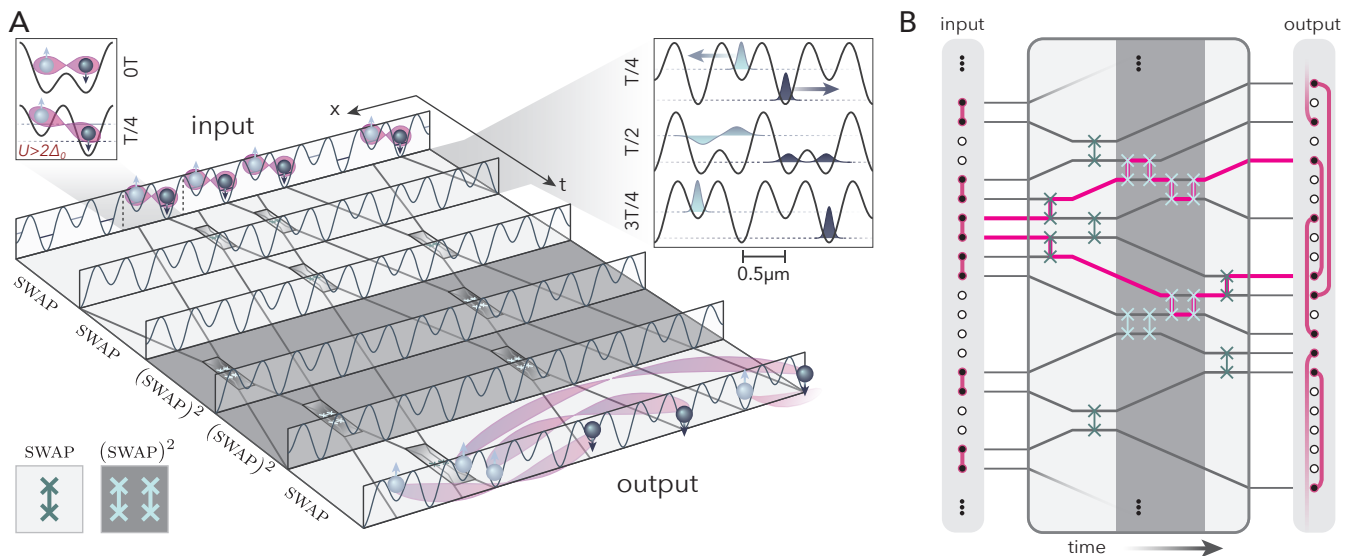 A
0T
T/4
U>2Δ₀
input
x
t
T/4
T/2
3T/4
0.5μm
SWAP
SWAP
(SWAP)²
(SWAP)²
SWAP
output
SWAP
(SWAP)²
B
input
output
time